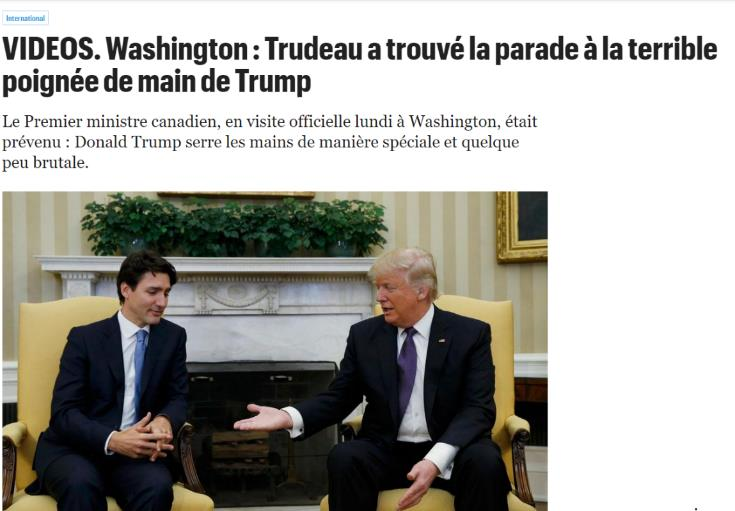 International
VIDEOS. Washington : Trudeau a trouvé la parade à la terrible
poignée de main de Trump
Le Premier ministre canadien, en visite officielle lundi à Washington, était
prévenu : Donald Trump serre les mains de manière spéciale et quelque
peu brutale.